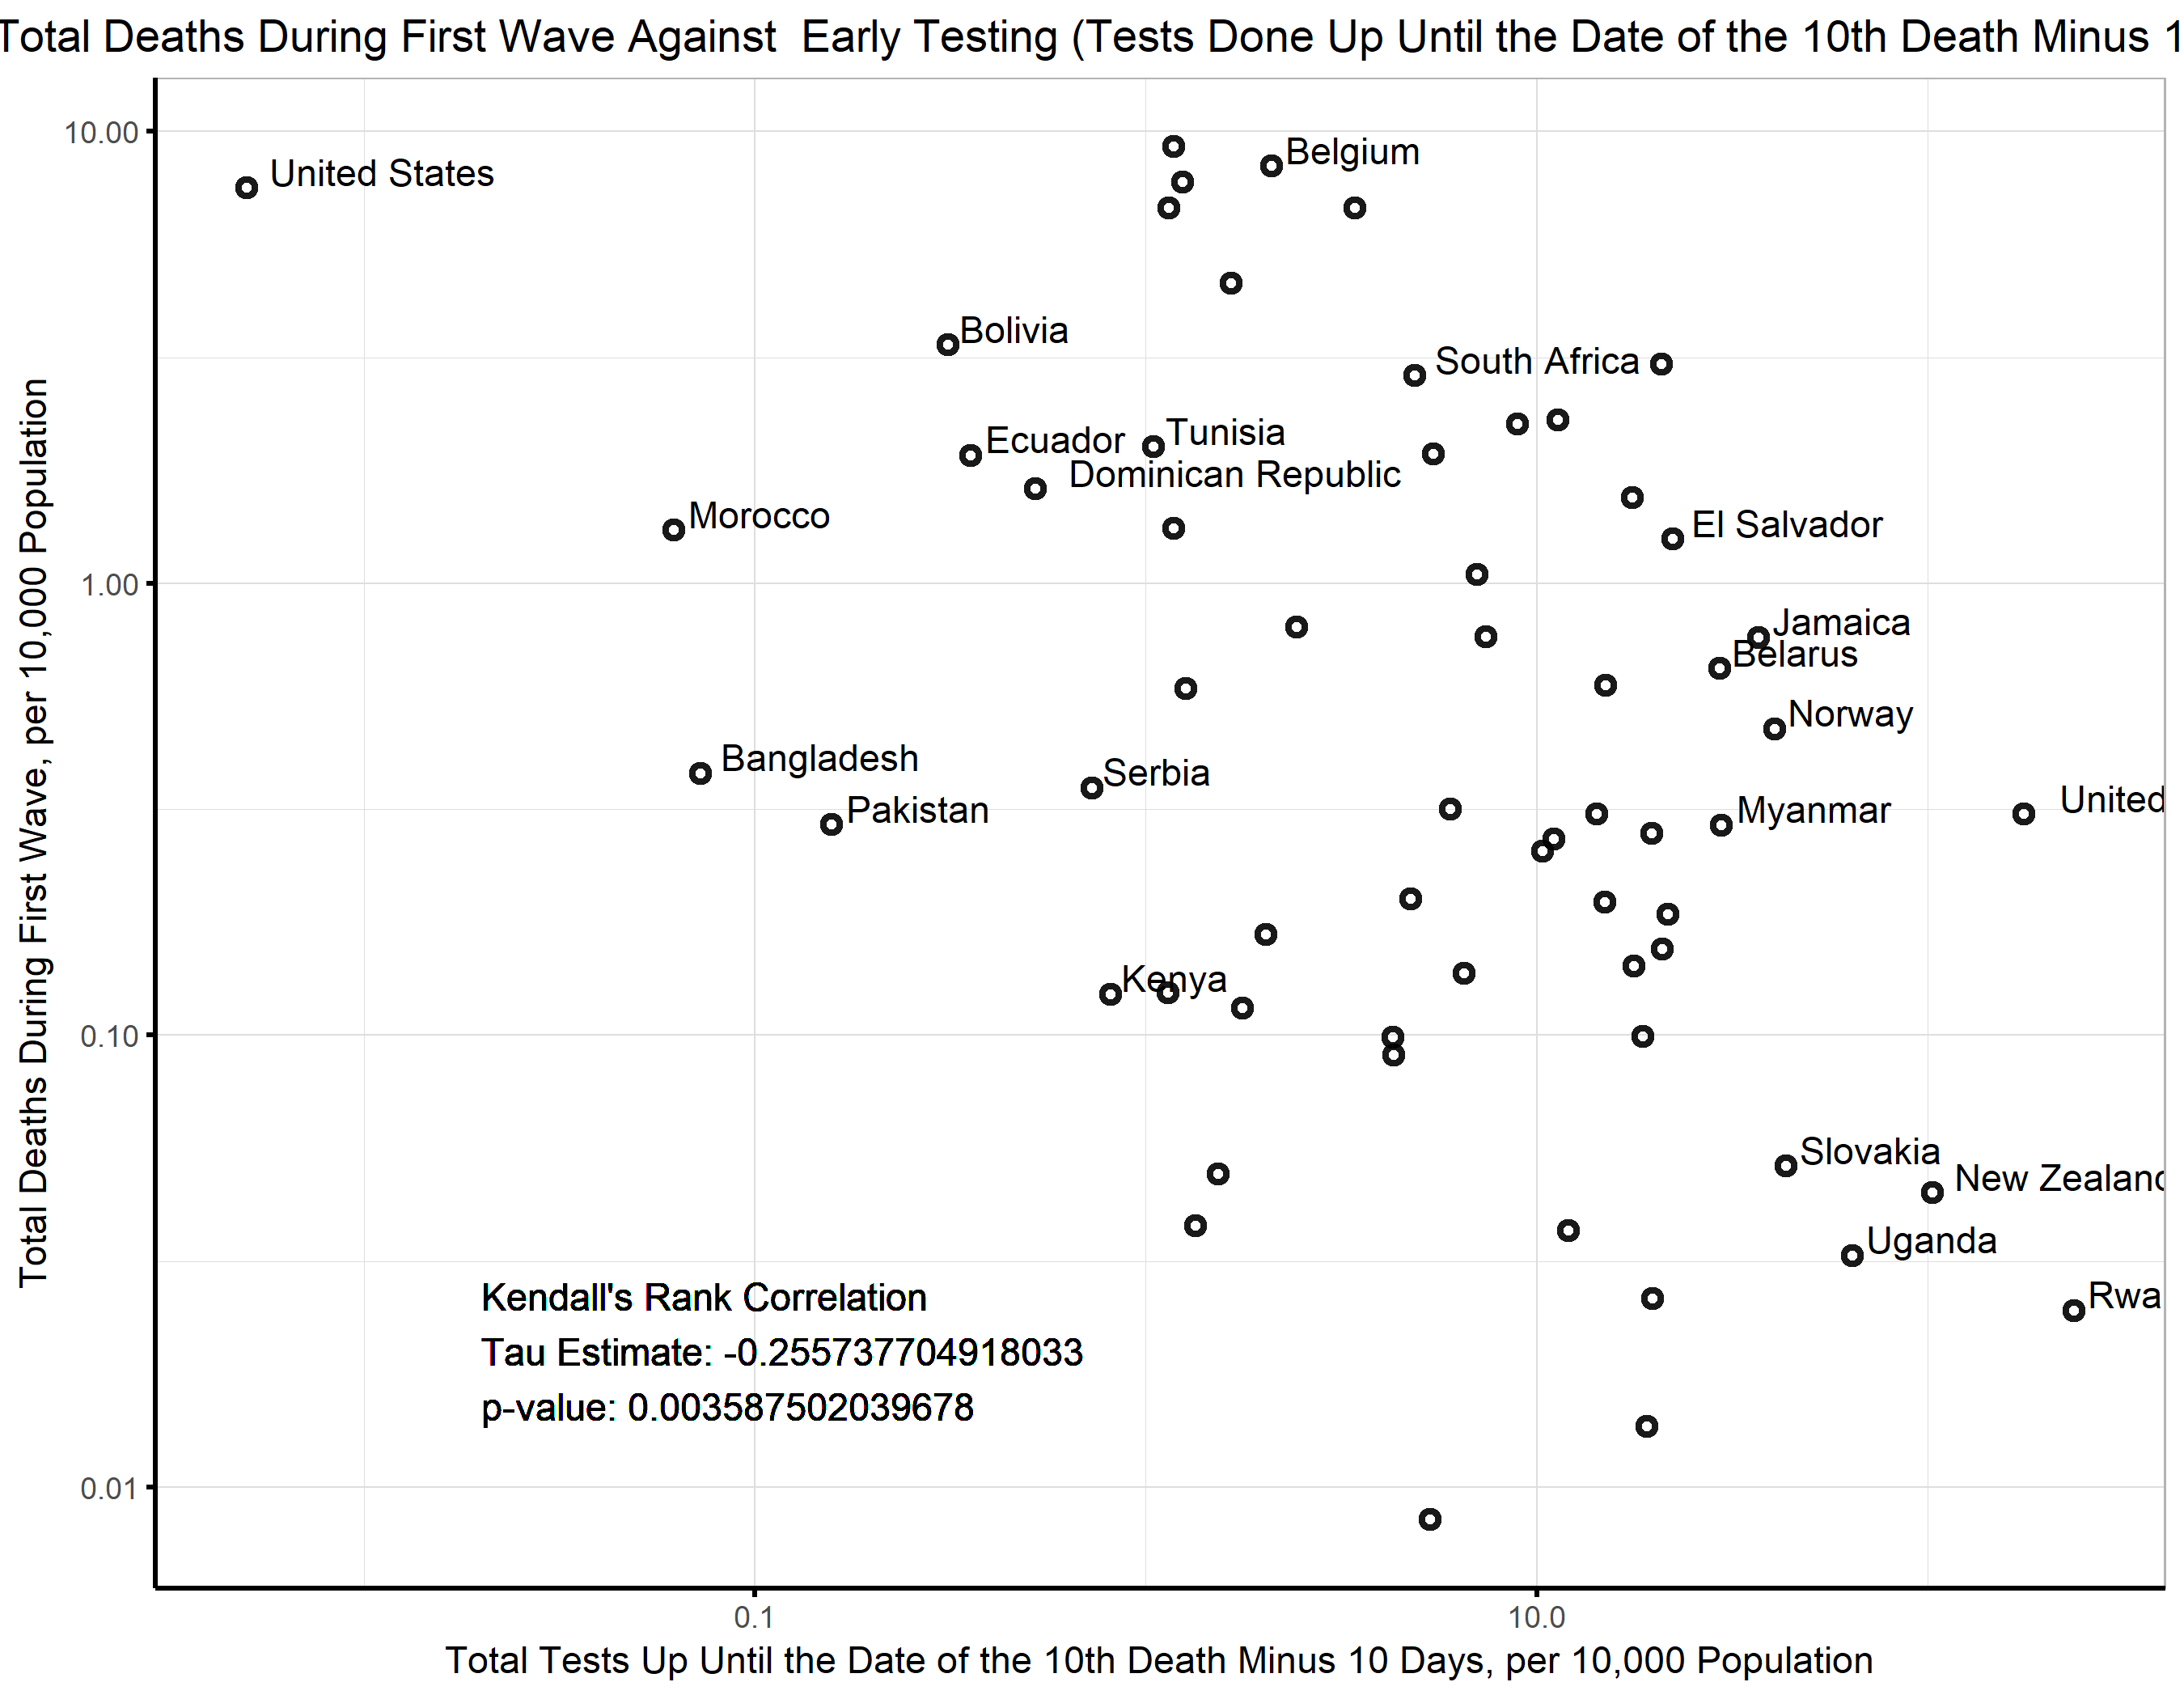 Total Deaths During First Wave Against  Early Testing (Tests Done Up Until the Date of the 10th Death Minus 1
10.00
1.00
0.10
0.01
Total Deaths During First Wave, per 10,000 Population
United States
Belgium
Bolivia
South Africa
Ecuador
Tunisia
Dominican Republic
Morocco
El Salvador
Jamaica
Belarus
Norway
Bangladesh
Serbia
Pakistan
Myanmar
United
Kenya
Slovakia
New Zealand
Uganda
Rwa
Kendall's Rank Correlation
Tau Estimate: -0.255737704918033
p-value: 0.003587502039678
0.1
10.0
Total Tests Up Until the Date of the 10th Death Minus 10 Days, per 10,000 Population